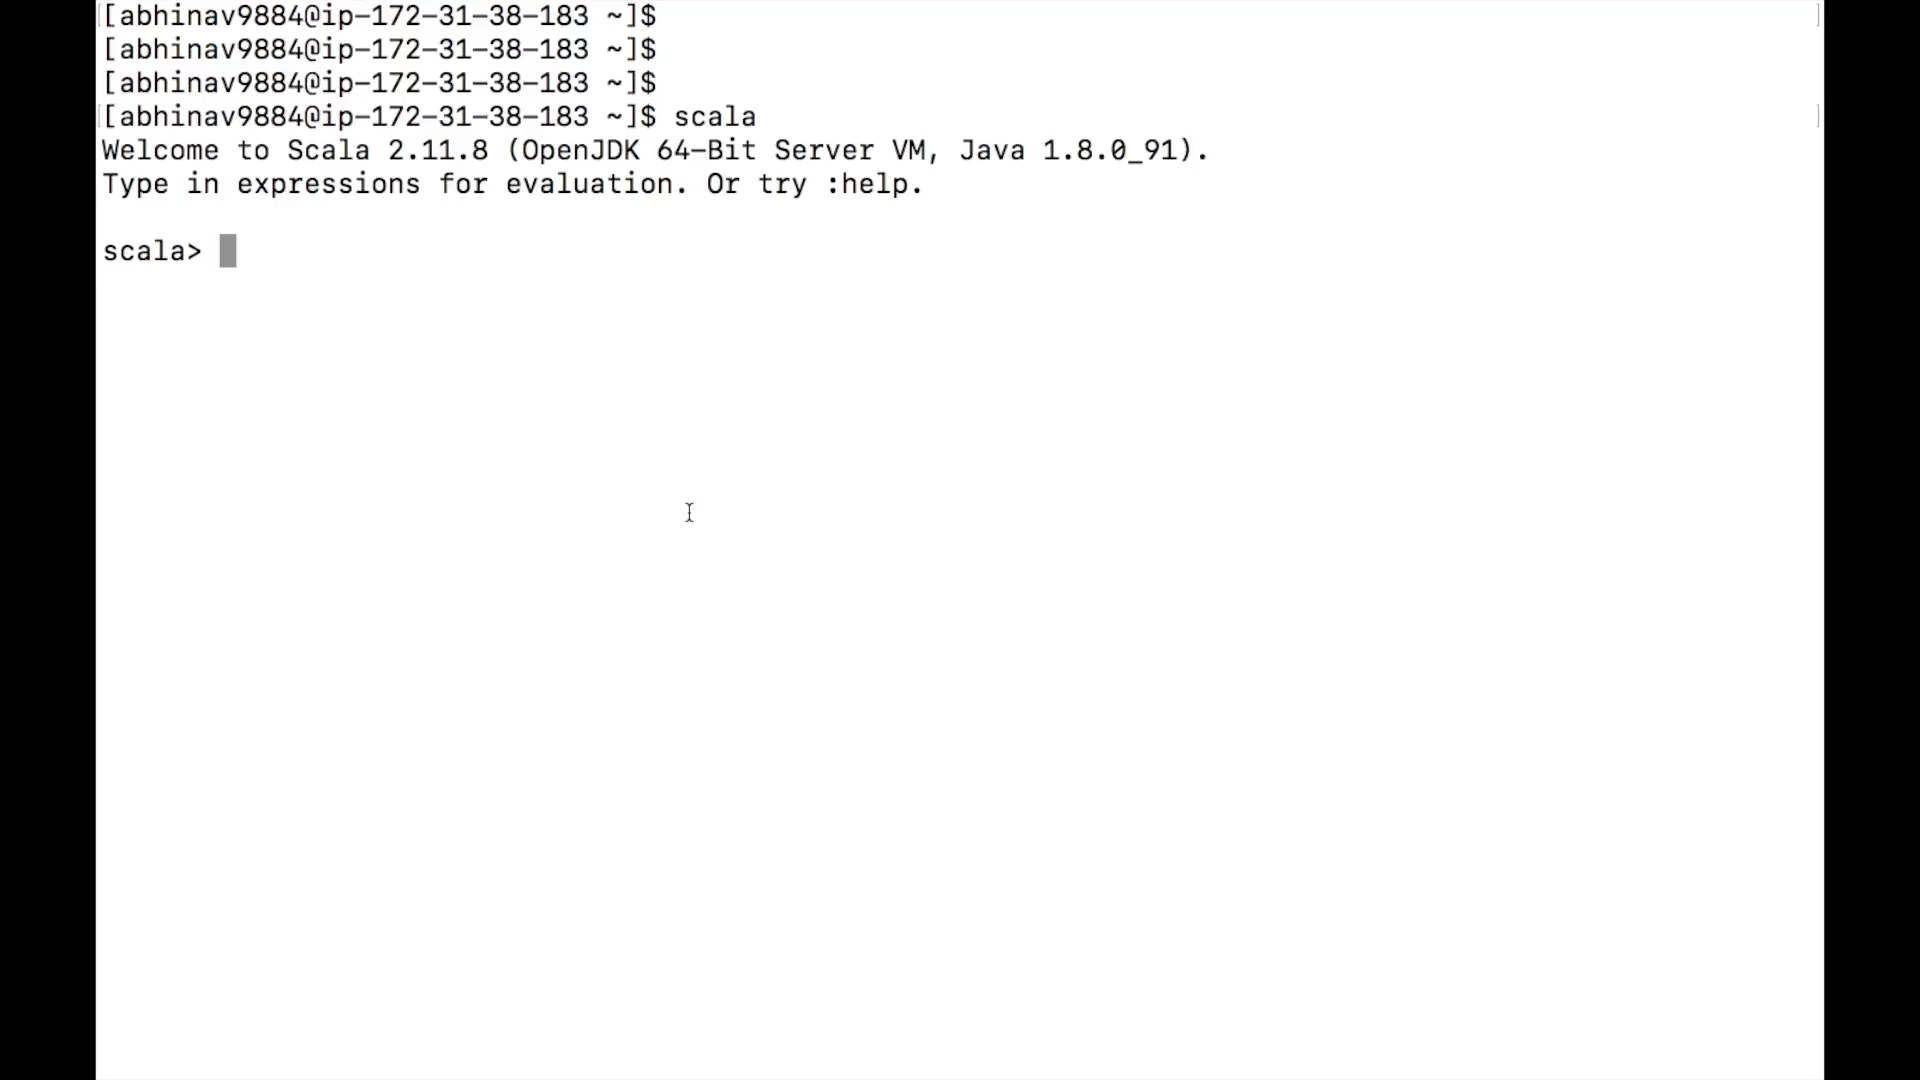 [abhinav9884@ip-172-31-38-183 ~]$
[abhinav9884@ip-172-31-38-183 ~]$
[abhinav9884@ip-172-31-38-183 ~]$
[abhinav9884@ip-172-31-38-183 ~]$ scala
Welcome to Scala 2.11.8 (OpenJDK 64-Bit Server VM, Java 1.8.0_91).
Type in expressions for evaluation. Or try :help.
scala>